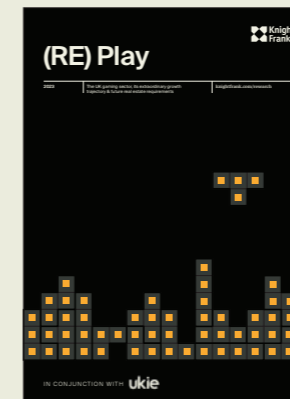 Knight
Frank
(RE) Play
2023
The UK gaming sector, its extraordinary growth
trajectory & future real estate requirements
knightfrank.com/research
IN CONJUNCTION WITH ukie